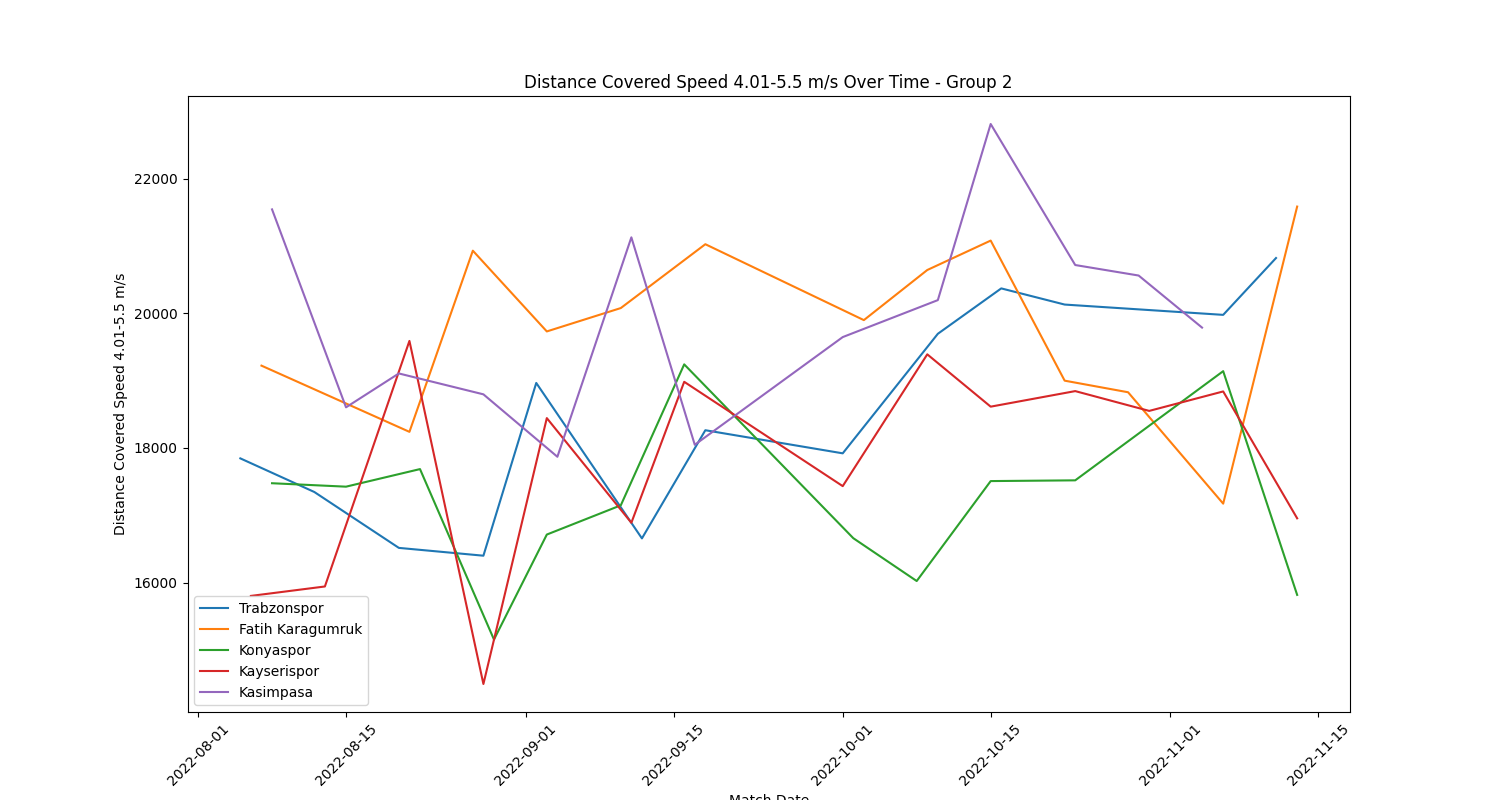 Distance Covered Speed 4.01-5.5 m/s Over Time - Group 2
Distance Covered Speed 4.01-5.5 m/s
22000
20000
18000
16000
Trabzonspor
Fatih Karagumruk
Konyaspor
Kayserispor
Kasimpasa
2022-08-01
2022-08-15
2022-09-01
2022-09-15
2022-10-01
2022-10-15
2022-11-01
2022-11-15
Match Date